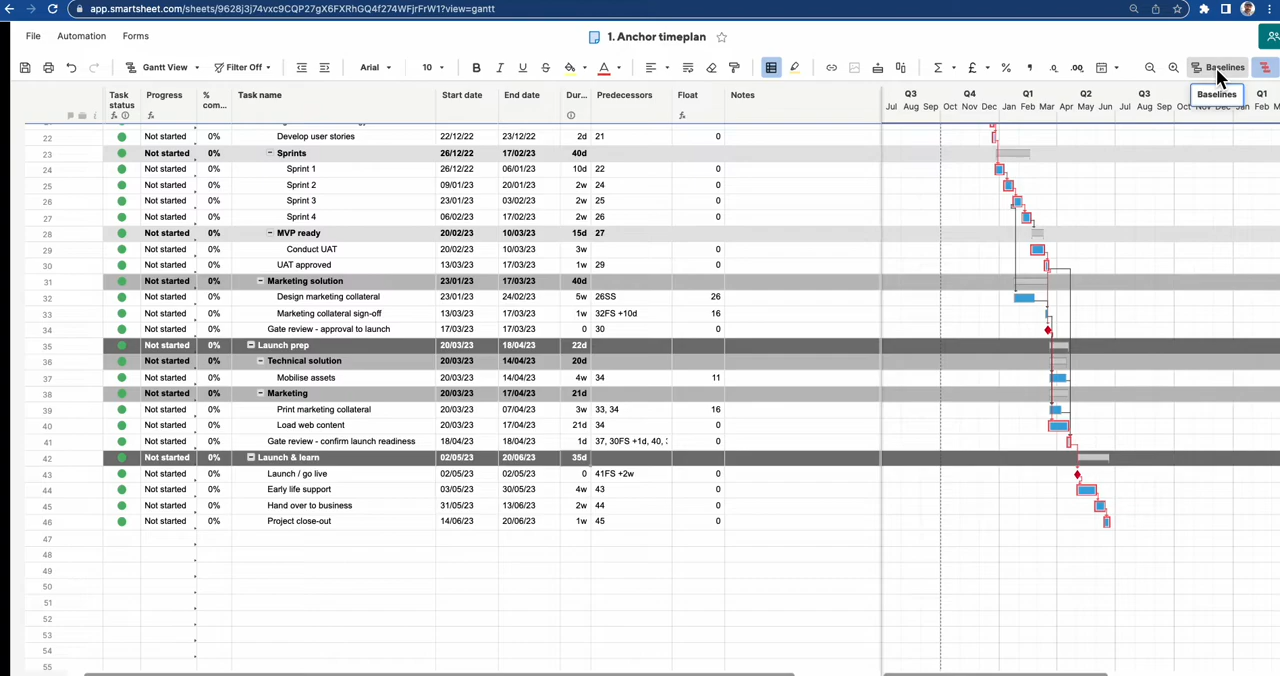 app.smartsheet.com/sheets/9628j3j74vxc9CQP27gX6FXRhGQ4f274WFjrFrW1?view=gantt
File Automation Forms
1. Anchor timeplan
Gantt View Filter Off Arial 10 B I U S A Σ £ % .0 .00 Baselines
Baselines
Task status Progress % com... Task name Start date End date Dur... Predecessors Float Notes
Q3 Q4 Q1 Q2 Q3 Q4 Q1
Jul Aug Sep Oct Nov Dec Jan Feb Mar Apr May Jun Jul Aug Sep Oct Nov Dec Jan Feb M
22 Not started 0% Develop user stories 22/12/22 23/12/22 2d 21 0
23 Not started 0% Sprints 26/12/22 17/02/23 40d
24 Not started 0% Sprint 1 26/12/22 06/01/23 10d 22 0
25 Not started 0% Sprint 2 09/01/23 20/01/23 2w 24 0
26 Not started 0% Sprint 3 23/01/23 03/02/23 2w 25 0
27 Not started 0% Sprint 4 06/02/23 17/02/23 2w 26 0
28 Not started 0% MVP ready 20/02/23 10/03/23 15d 27
29 Not started 0% Conduct UAT 20/02/23 10/03/23 3w 0
30 Not started 0% UAT approved 13/03/23 17/03/23 1w 29 0
31 Not started 0% Marketing solution 23/01/23 17/03/23 40d
32 Not started 0% Design marketing collateral 23/01/23 24/02/23 5w 26SS 26
33 Not started 0% Marketing collateral sign-off 13/03/23 17/03/23 1w 32FS +10d 16
34 Not started 0% Gate review - approval to launch 17/03/23 17/03/23 0 30 0
35 Not started 0% Launch prep 20/03/23 18/04/23 22d
36 Not started 0% Technical solution 20/03/23 14/04/23 20d
37 Not started 0% Mobilise assets 20/03/23 14/04/23 4w 34 11
38 Not started 0% Marketing 20/03/23 17/04/23 21d
39 Not started 0% Print marketing collateral 20/03/23 07/04/23 3w 33, 34 16
40 Not started 0% Load web content 20/03/23 17/04/23 21d 34 0
41 Not started 0% Gate review - confirm launch readiness 18/04/23 18/04/23 1d 37, 30FS +1d, 40, 0
42 Not started 0% Launch & learn 02/05/23 20/06/23 35d
43 Not started 0% Launch / go live 02/05/23 02/05/23 0 41FS +2w 0
44 Not started 0% Early life support 03/05/23 30/05/23 4w 43 0
45 Not started 0% Hand over to business 31/05/23 13/06/23 2w 44 0
46 Not started 0% Project close-out 14/06/23 20/06/23 1w 45 0
47
48
49
50
51
52
53
54
55